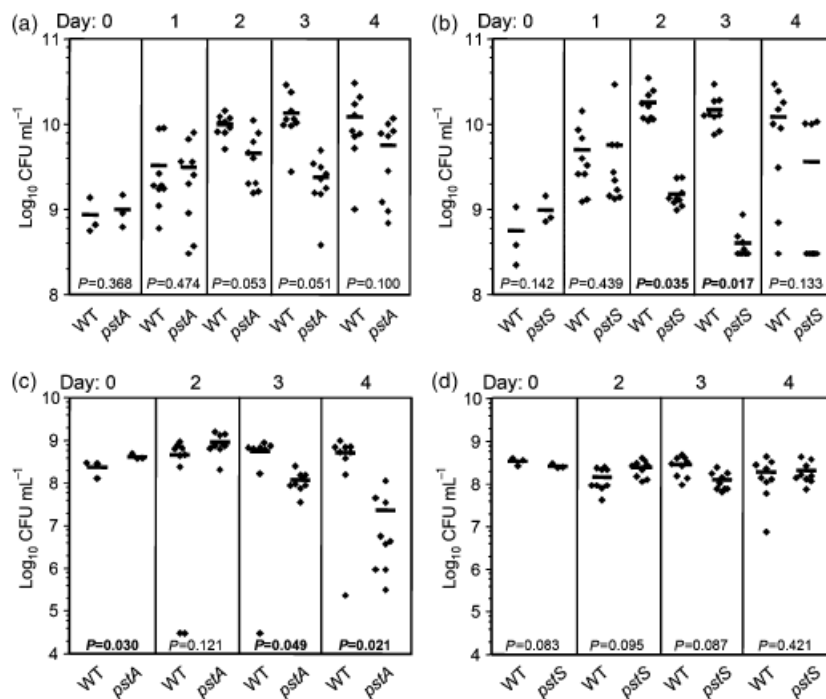 (a) Day: 0 1 2 3 4
11
10
9
8
Log10 CFU mL−1
P=0.368 P=0.474 P=0.053 P=0.051 P=0.100
WT pstA WT pstA WT pstA WT pstA WT pstA
(b) Day: 0 1 2 3 4
11
10
9
8
Log10 CFU mL−1
P=0.142 P=0.439 P=0.035 P=0.017 P=0.133
WT pstS WT pstS WT pstS WT pstS WT pstS
(c) Day: 0 2 3 4
10
9
8
7
6
5
4
Log10 CFU mL−1
P=0.030 P=0.121 P=0.049 P=0.021
WT pstA WT pstA WT pstA WT pstA
(d) Day: 0 2 3 4
10
9
8
7
6
5
4
Log10 CFU mL−1
P=0.083 P=0.095 P=0.087 P=0.421
WT pstS WT pstS WT pstS WT pstS